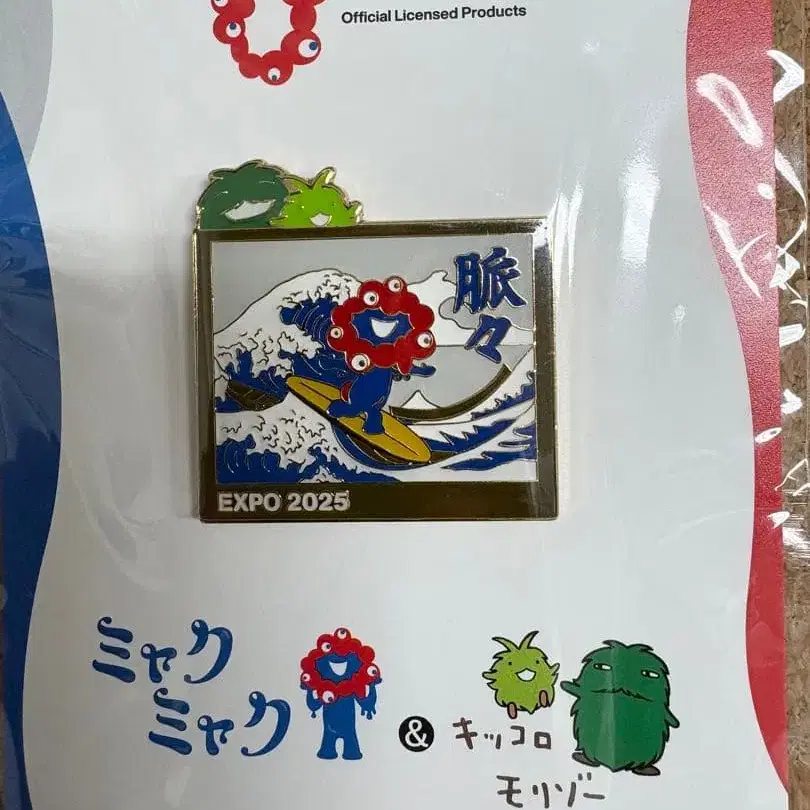 Official Licensed Products
脈々
EXPO 2025
ミャク
ミャク
& キッコロ
モリゾー